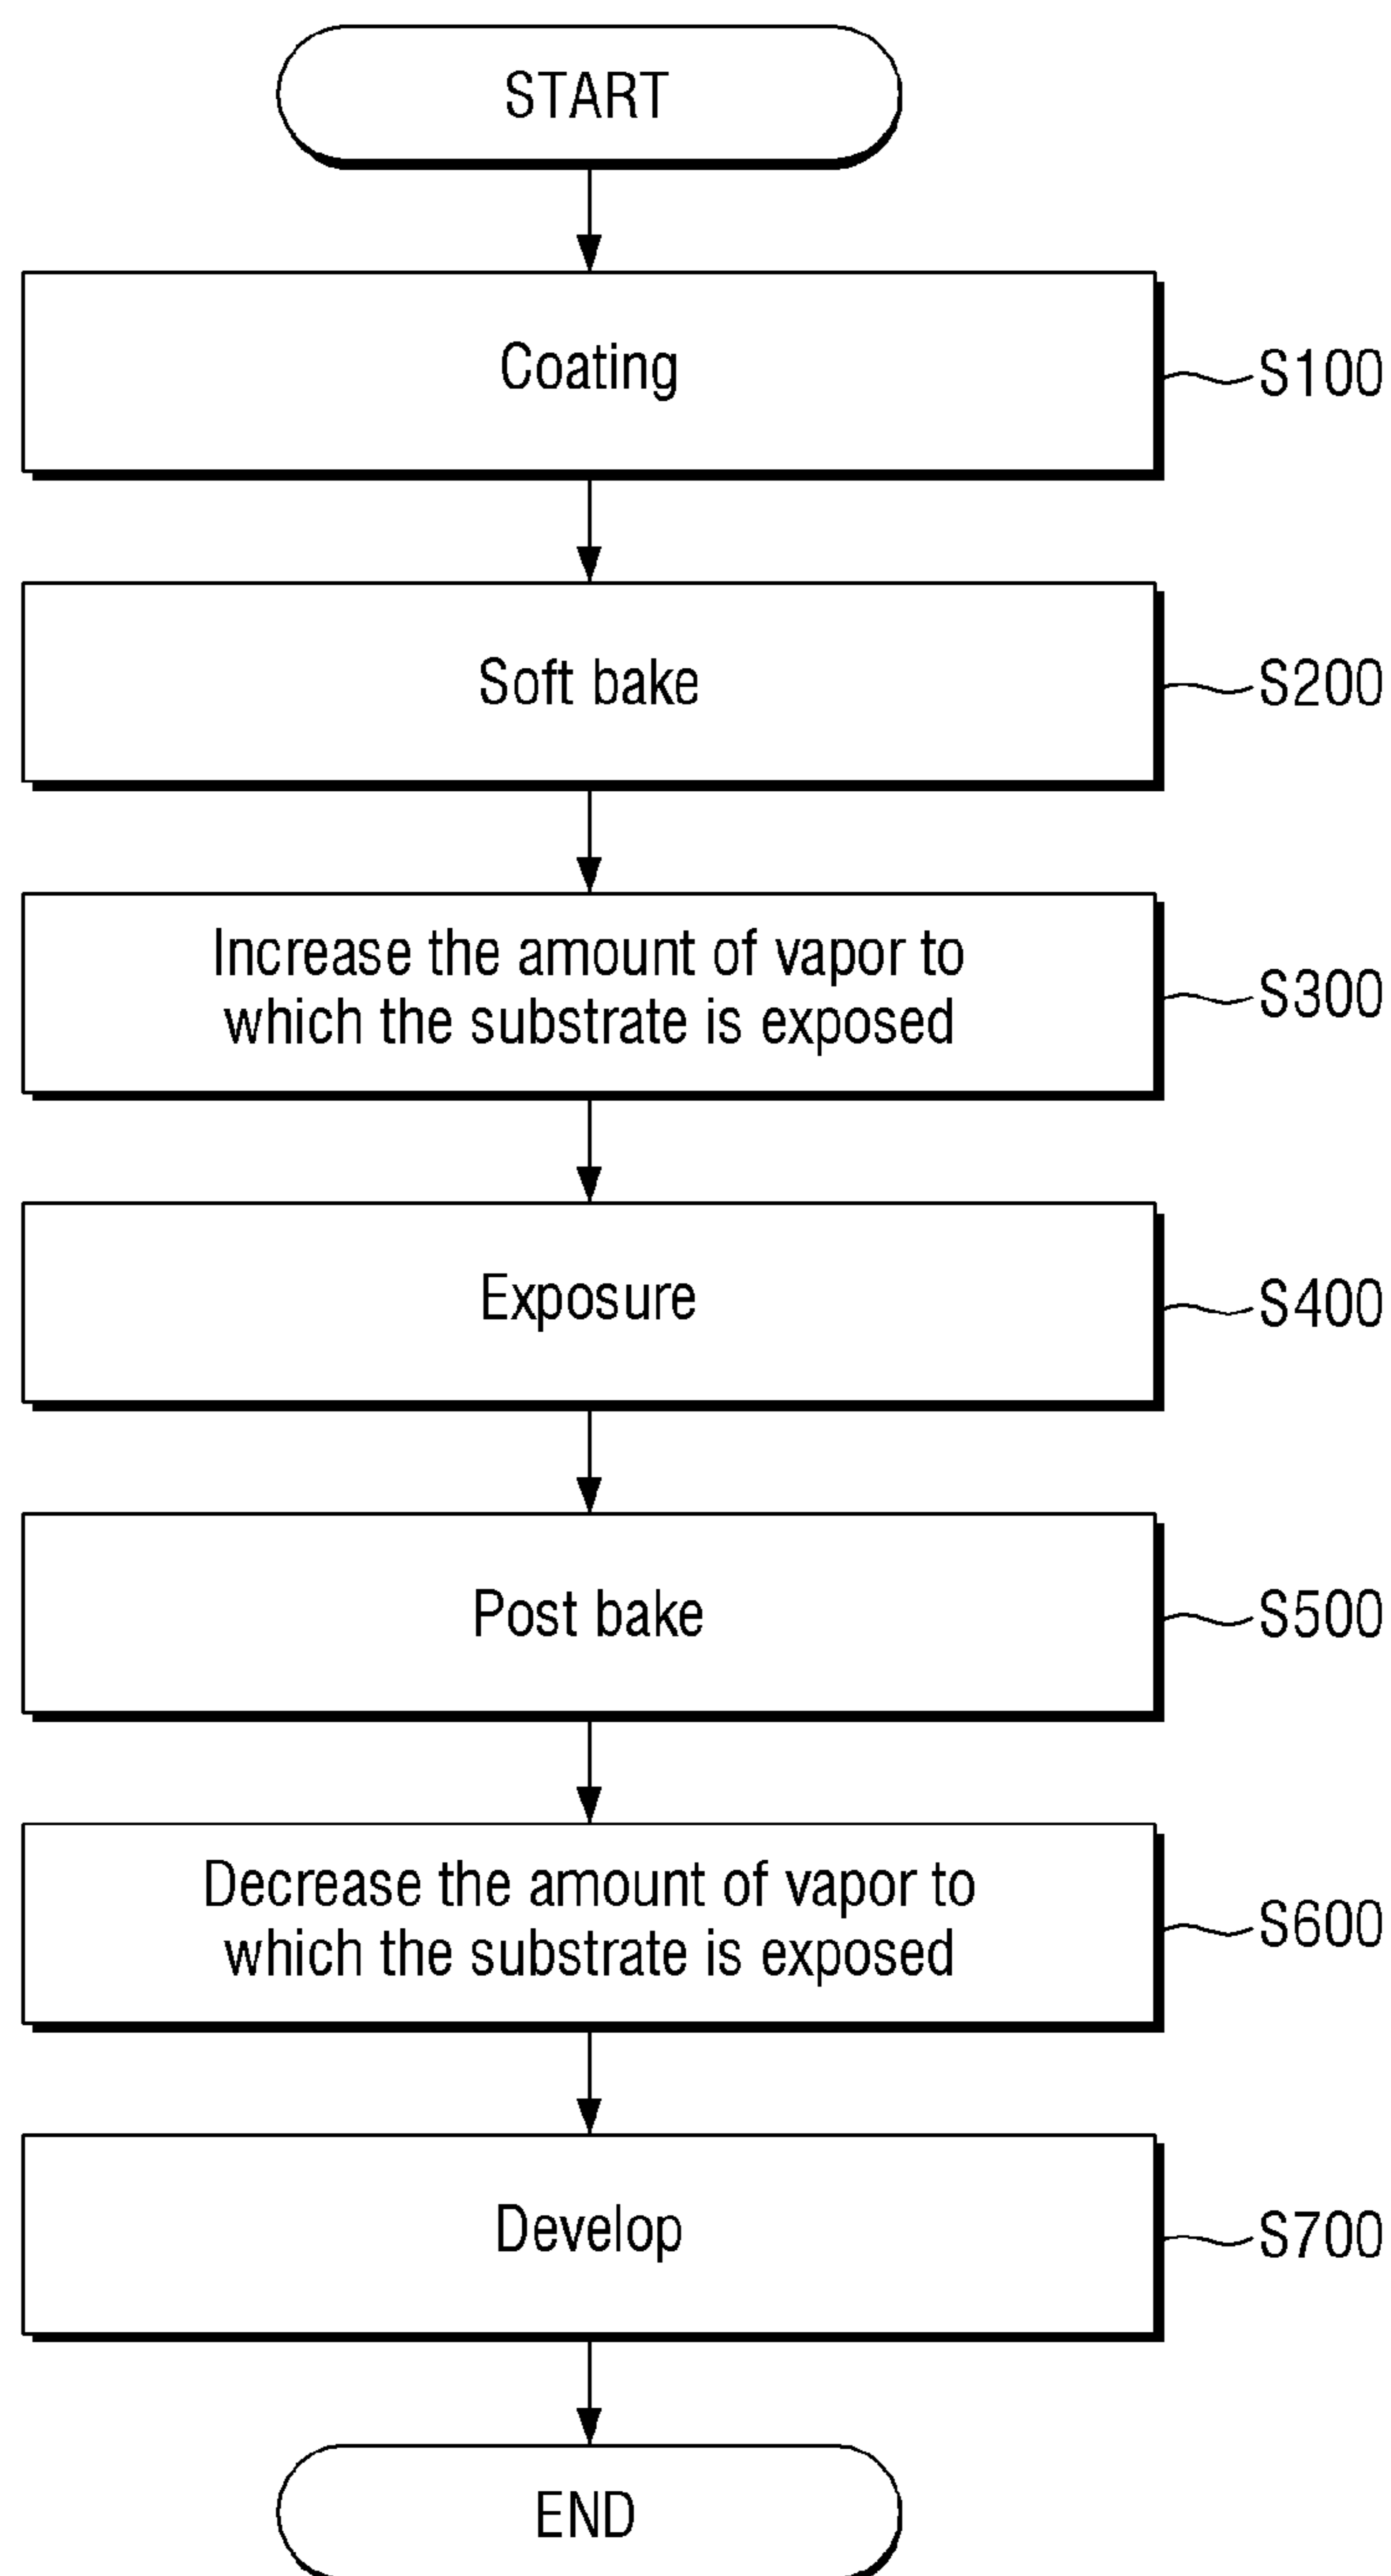 START
Coating
S100
Soft bake
S200
Increase the amount of vapor to
which the substrate is exposed
S300
Exposure
S400
Post bake
S500
Decrease the amount of vapor to
which the substrate is exposed
S600
Develop
S700
END